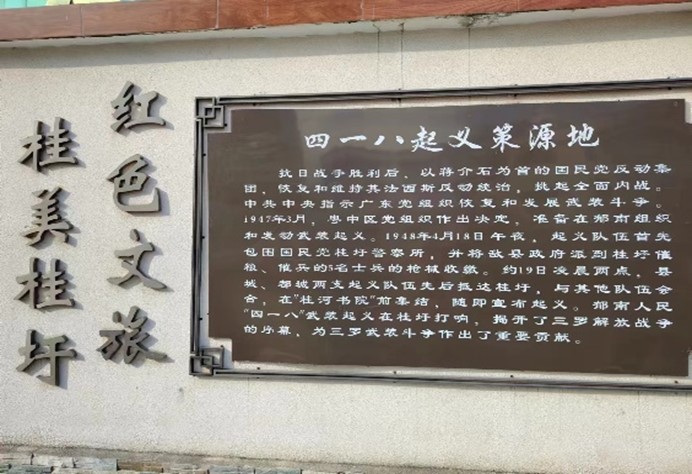 红色文旅
桂美桂圩
四一八起义策源地
抗日战争胜利后，以蒋介石为首的国民党反动集
团，恢复和维持其法西斯反动统治，挑起全面内战。
中共中央指示广东党组织恢复和发展武装斗争。
1947年3月，粤中区党组织作出决定，准备在郁南组织
和发动武装起义。1948年4月18日午夜，起义队伍首先
包围国民党桂圩警察所，并将敌县政府派到桂圩催
粮、催兵的5名士兵的枪械收缴。约19日凌晨两点，县
城、都城两支起义队伍先后抵达桂圩，与其他队伍会
合，在"桂河书院"前集结，随即宣布起义。郁南人民
"四一八"武装起义在桂圩打响，揭开了三罗解放战争
的序幕，为三罗武装斗争作出了重要贡献。